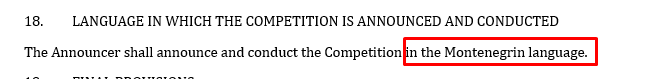 18. LANGUAGE IN WHICH THE COMPETITION IS ANNOUNCED AND CONDUCTED
The Announcer shall announce and conduct the Competition in the Montenegrin language.